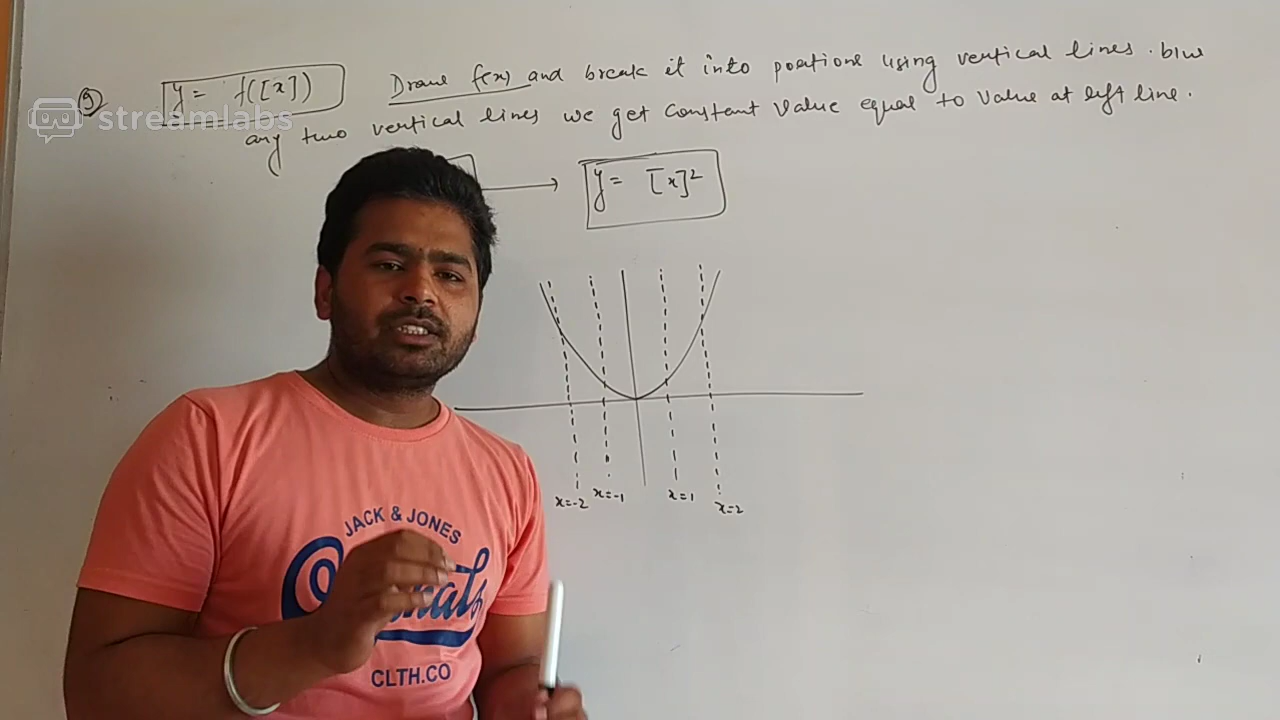 9) y = f([x]) Draw f(x) and break it into portions using vertical lines. b/w
any two vertical lines we get constant value equal to value at left line.
streamlabs
y = [x]²
x=-2 x=-1 x=1 x=2
JACK & JONES
CLTH.CO